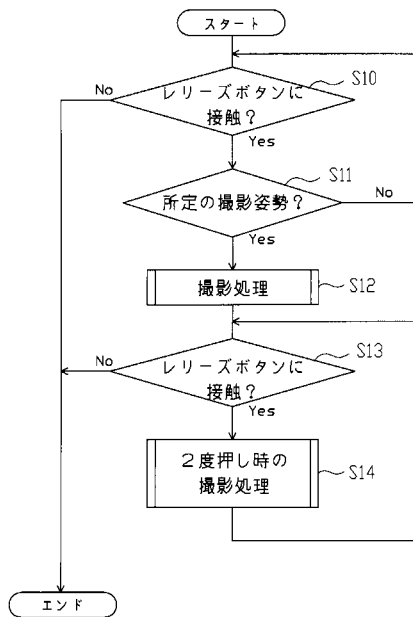 スタート
No
レリーズボタンに
接触?
S10
Yes
所定の撮影姿勢?
S11
No
Yes
撮影処理
S12
No
レリーズボタンに
接触?
S13
Yes
2度押し時の
撮影処理
S14
エンド